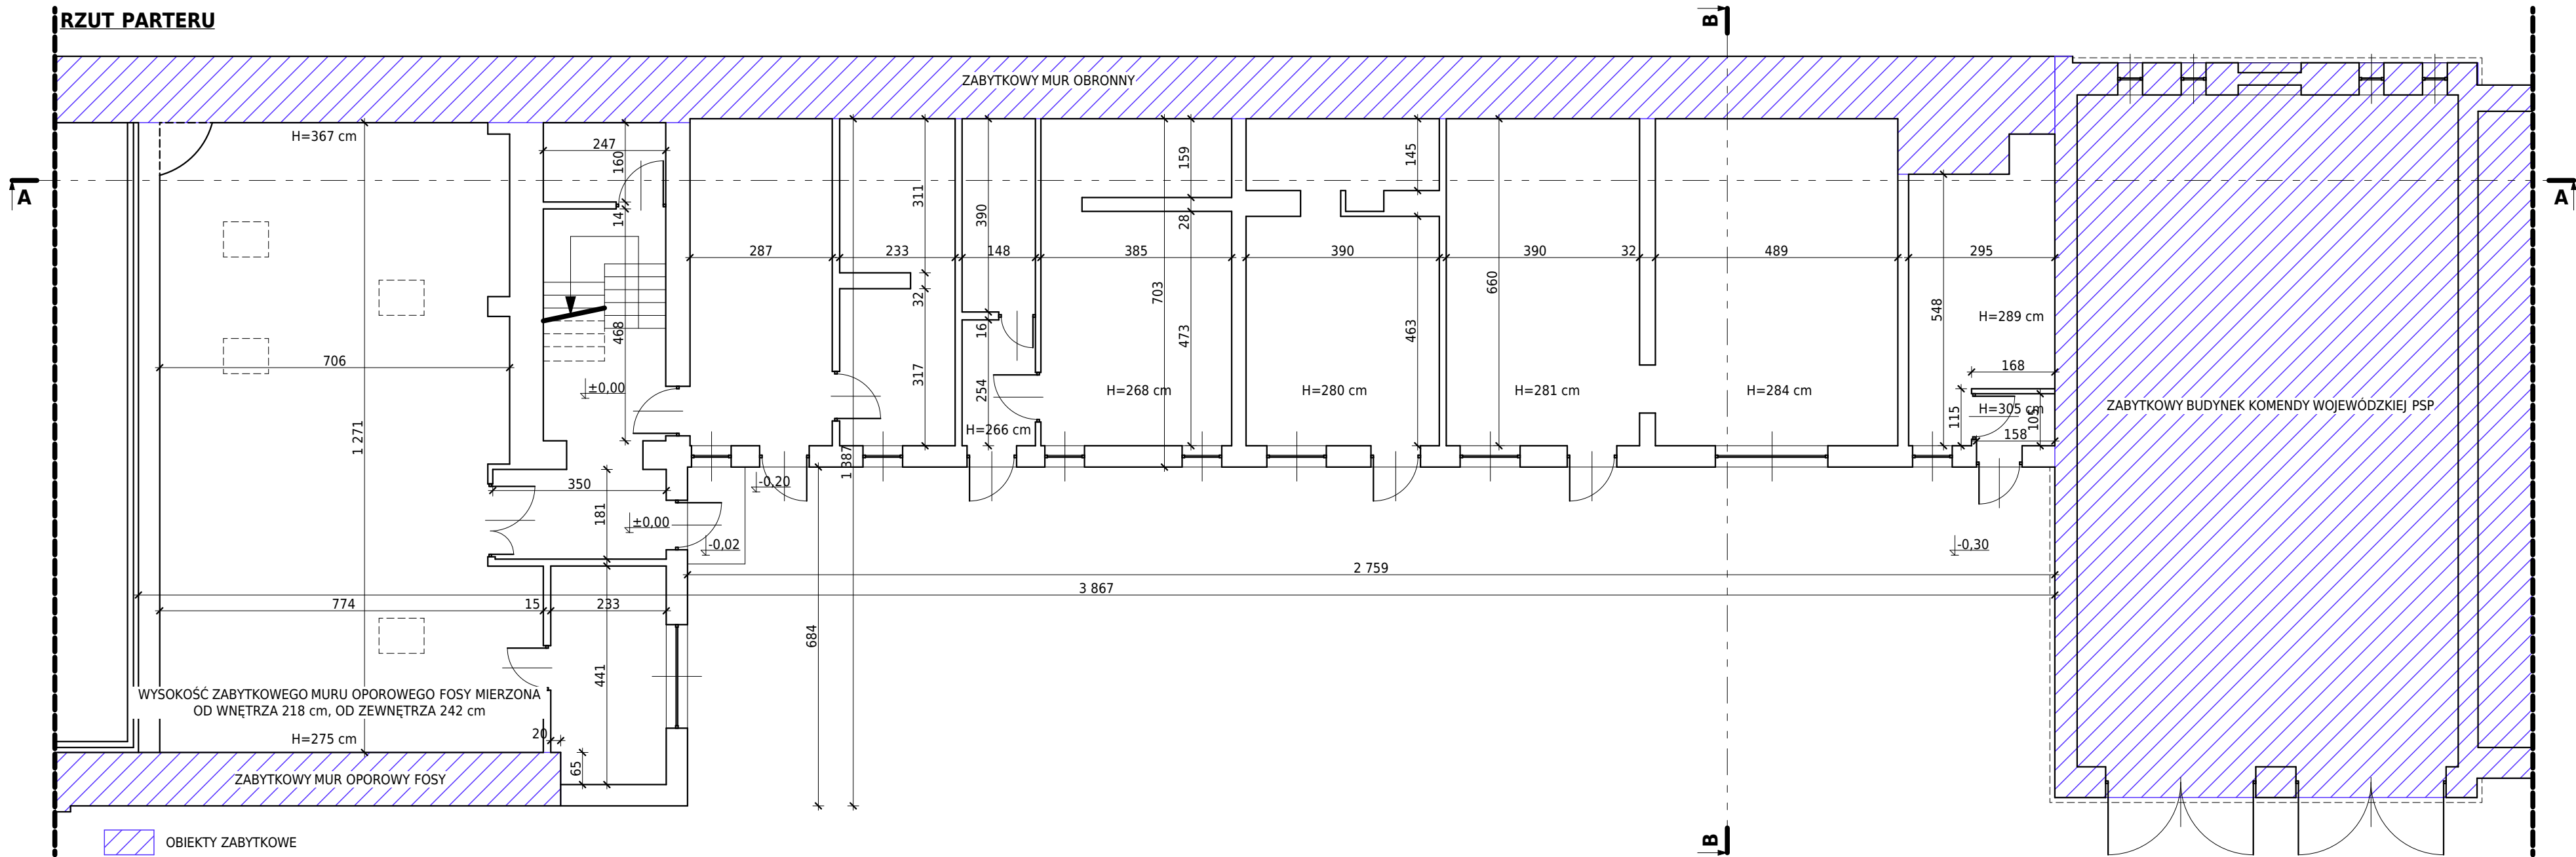 RZUT PARTERU
B
ZABYTKOWY MUR OBRONNY
H=367 cm
247
160
14
468
±0,00
A
A
287
311
233
32
317
390
148
16
254
H=266 cm
385
703
159
28
473
H=268 cm
390
145
463
H=280 cm
390
660
32
H=281 cm
489
H=284 cm
295
548
H=289 cm
168
115
H=305 cm
105
158
ZABYTKOWY BUDYNEK KOMENDY WOJEWÓDZKIEJ PSP
706
1 271
350
181
±0,00
-0,02
-0,20
-0,30
1 387
2 759
3 867
774
15
233
684
441
WYSOKOŚĆ ZABYTKOWEGO MURU OPOROWEGO FOSY MIERZONA
OD WNĘTRZA 218 cm, OD ZEWNĘTRZA 242 cm
H=275 cm
20
65
ZABYTKOWY MUR OPOROWY FOSY
OBIEKTY ZABYTKOWE
B